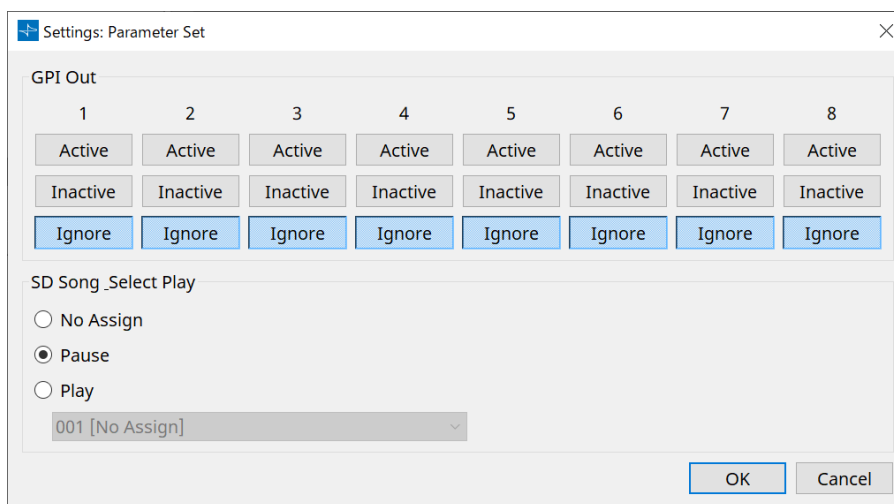 Settings: Parameter Set
GPI Out
1 2 3 4 5 6 7 8
Active Active Active Active Active Active Active Active
Inactive Inactive Inactive Inactive Inactive Inactive Inactive Inactive
Ignore Ignore Ignore Ignore Ignore Ignore Ignore Ignore
SD Song _Select Play
No Assign
Pause
Play
001 [No Assign]
OK Cancel